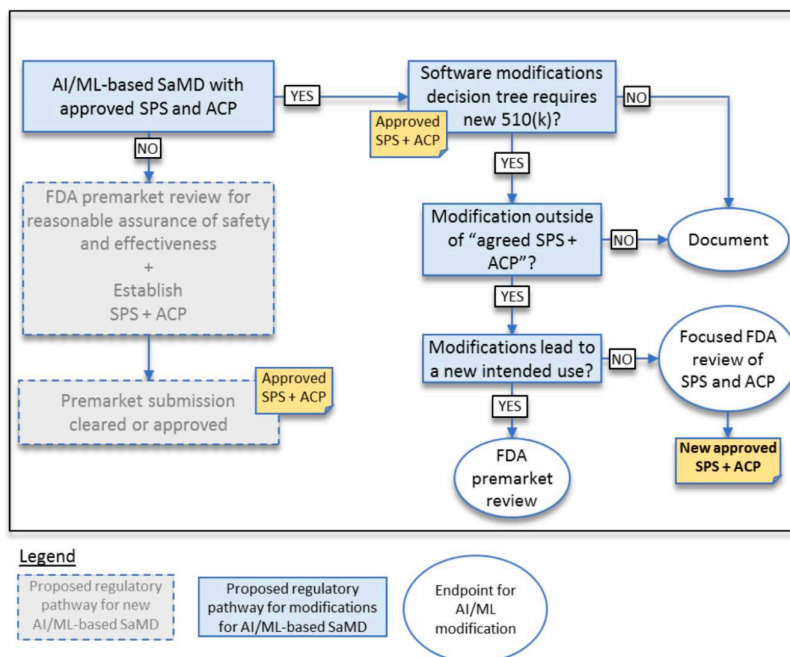 AI/ML-based SaMD with
approved SPS and ACP
YES
Software modifications
decision tree requires
new 510(k)?
NO
Approved
SPS + ACP
NO
YES
FDA premarket review for
reasonable assurance of safety
and effectiveness
+
Establish
SPS + ACP
Modification outside
of “agreed SPS +
ACP”?
NO
Document
YES
Modifications lead to
a new intended use?
NO
Focused FDA
review of
SPS and ACP
Approved
SPS + ACP
Premarket submission
cleared or approved
YES
FDA
premarket
review
New approved
SPS + ACP
Legend
Proposed regulatory
pathway for new
AI/ML-based SaMD
Proposed regulatory
pathway for modifications
for AI/ML-based SaMD
Endpoint for
AI/ML
modification